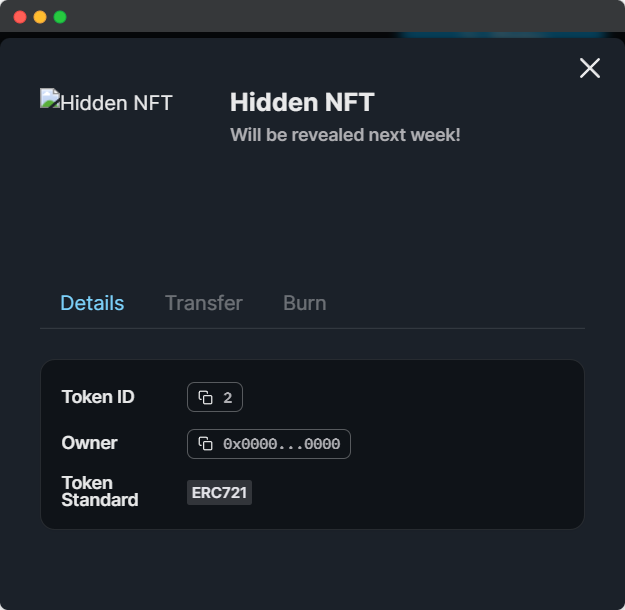 Hidden NFT
Hidden NFT
Will be revealed next week!
Details Transfer Burn
Token ID 2
Owner 0x0000...0000
Token
Standard ERC721